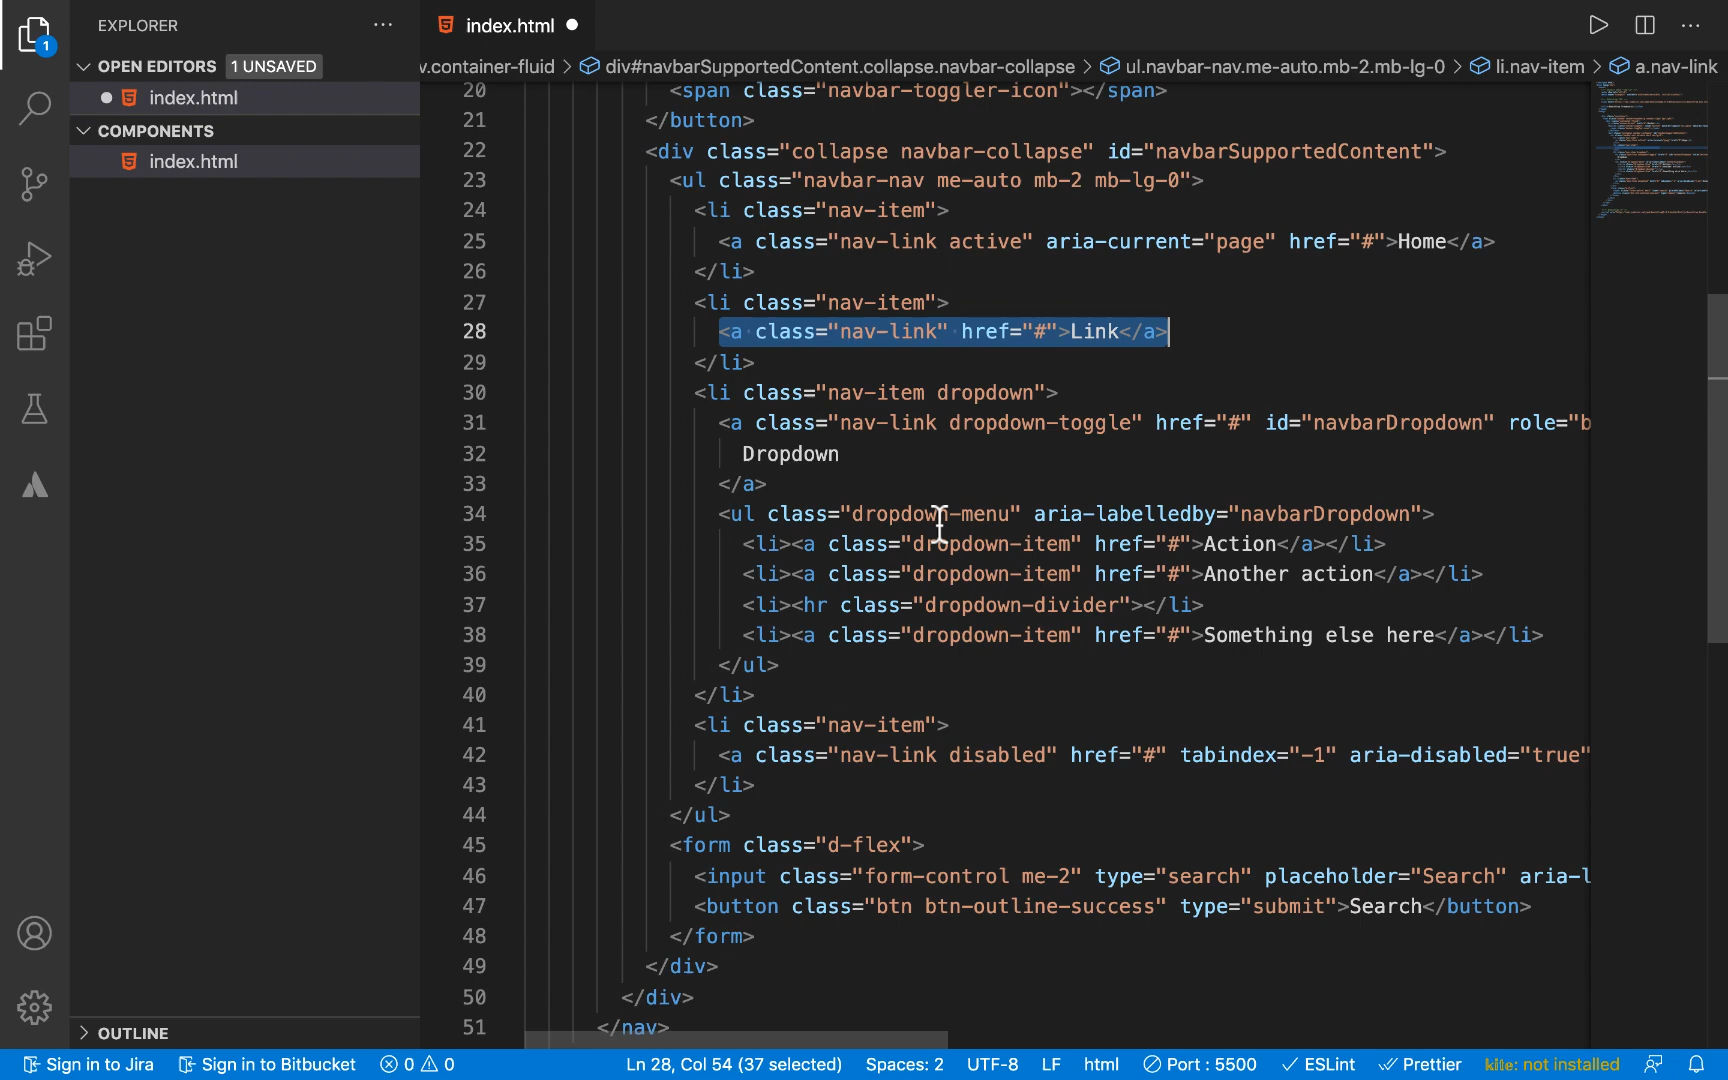 EXPLORER
index.html
OPEN EDITORS 1 UNSAVED
v.container-fluid > div#navbarSupportedContent.collapse.navbar-collapse > ul.navbar-nav.me-auto.mb-2.mb-lg-0 > li.nav-item > a.nav-link
index.html
COMPONENTS
index.html
1
20 <span class="navbar-toggler-icon"></span>
21 </button>
22 <div class="collapse navbar-collapse" id="navbarSupportedContent">
23 <ul class="navbar-nav me-auto mb-2 mb-lg-0">
24 <li class="nav-item">
25 <a class="nav-link active" aria-current="page" href="#">Home</a>
26 </li>
27 <li class="nav-item">
28 <a class="nav-link" href="#">Link</a>
29 </li>
30 <li class="nav-item dropdown">
31 <a class="nav-link dropdown-toggle" href="#" id="navbarDropdown" role="b
32 Dropdown
33 </a>
34 <ul class="dropdown-menu" aria-labelledby="navbarDropdown">
35 <li><a class="dropdown-item" href="#">Action</a></li>
36 <li><a class="dropdown-item" href="#">Another action</a></li>
37 <li><hr class="dropdown-divider"></li>
38 <li><a class="dropdown-item" href="#">Something else here</a></li>
39 </ul>
40 </li>
41 <li class="nav-item">
42 <a class="nav-link disabled" href="#" tabindex="-1" aria-disabled="true"
43 </li>
44 </ul>
45 <form class="d-flex">
46 <input class="form-control me-2" type="search" placeholder="Search" aria-l
47 <button class="btn btn-outline-success" type="submit">Search</button>
48 </form>
49 </div>
50 </div>
51 </nav>
OUTLINE
Sign in to Jira Sign in to Bitbucket 0 0 Ln 28, Col 54 (37 selected) Spaces: 2 UTF-8 LF html Port : 5500 ESLint Prettier kite: not installed